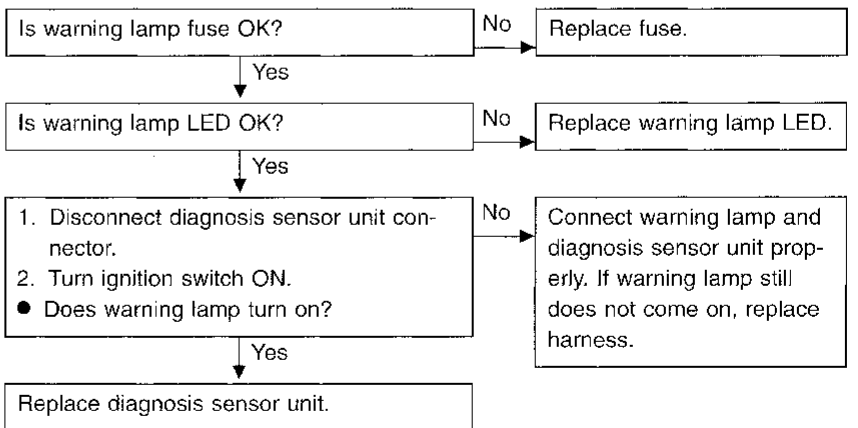 Is warning lamp fuse OK?
No
Replace fuse.
Yes
Is warning lamp LED OK?
No
Replace warning lamp LED.
Yes
1. Disconnect diagnosis sensor unit con-
nector.
2. Turn ignition switch ON.
● Does warning lamp turn on?
No
Connect warning lamp and
diagnosis sensor unit prop-
erly. If warning lamp still
does not come on, replace
harness.
Yes
Replace diagnosis sensor unit.